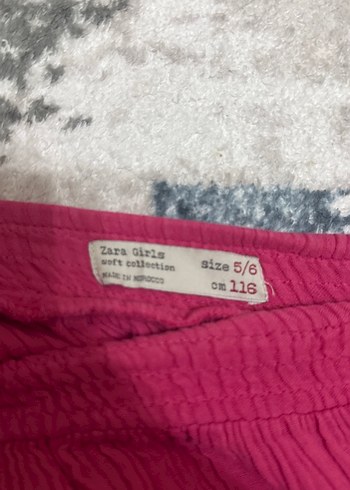 Zara Girls
soft collection
MADE IN MOROCCO
size 5/6
cm 116